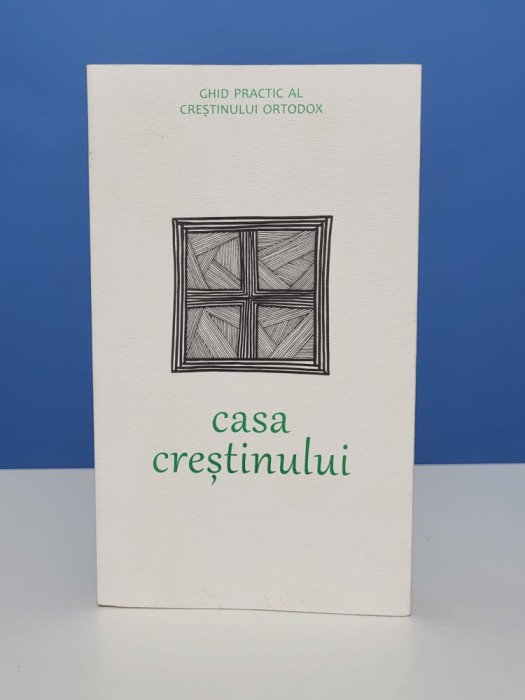 GHID PRACTIC AL
CREȘTINULUI ORTODOX
casa
creștinului